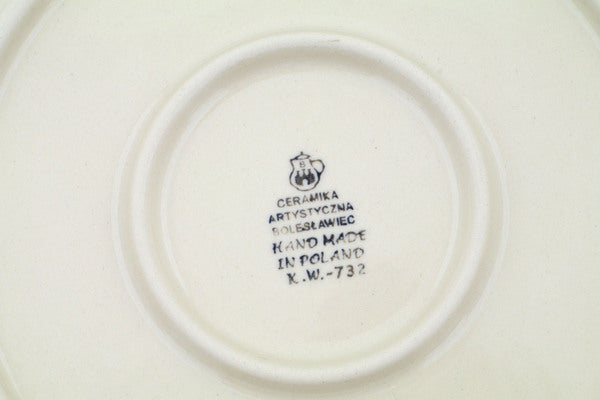 B
CERAMIKA
ARTYSTYCZNA
BOLESŁAWIEC
HAND MADE
IN POLAND
K.W.-732